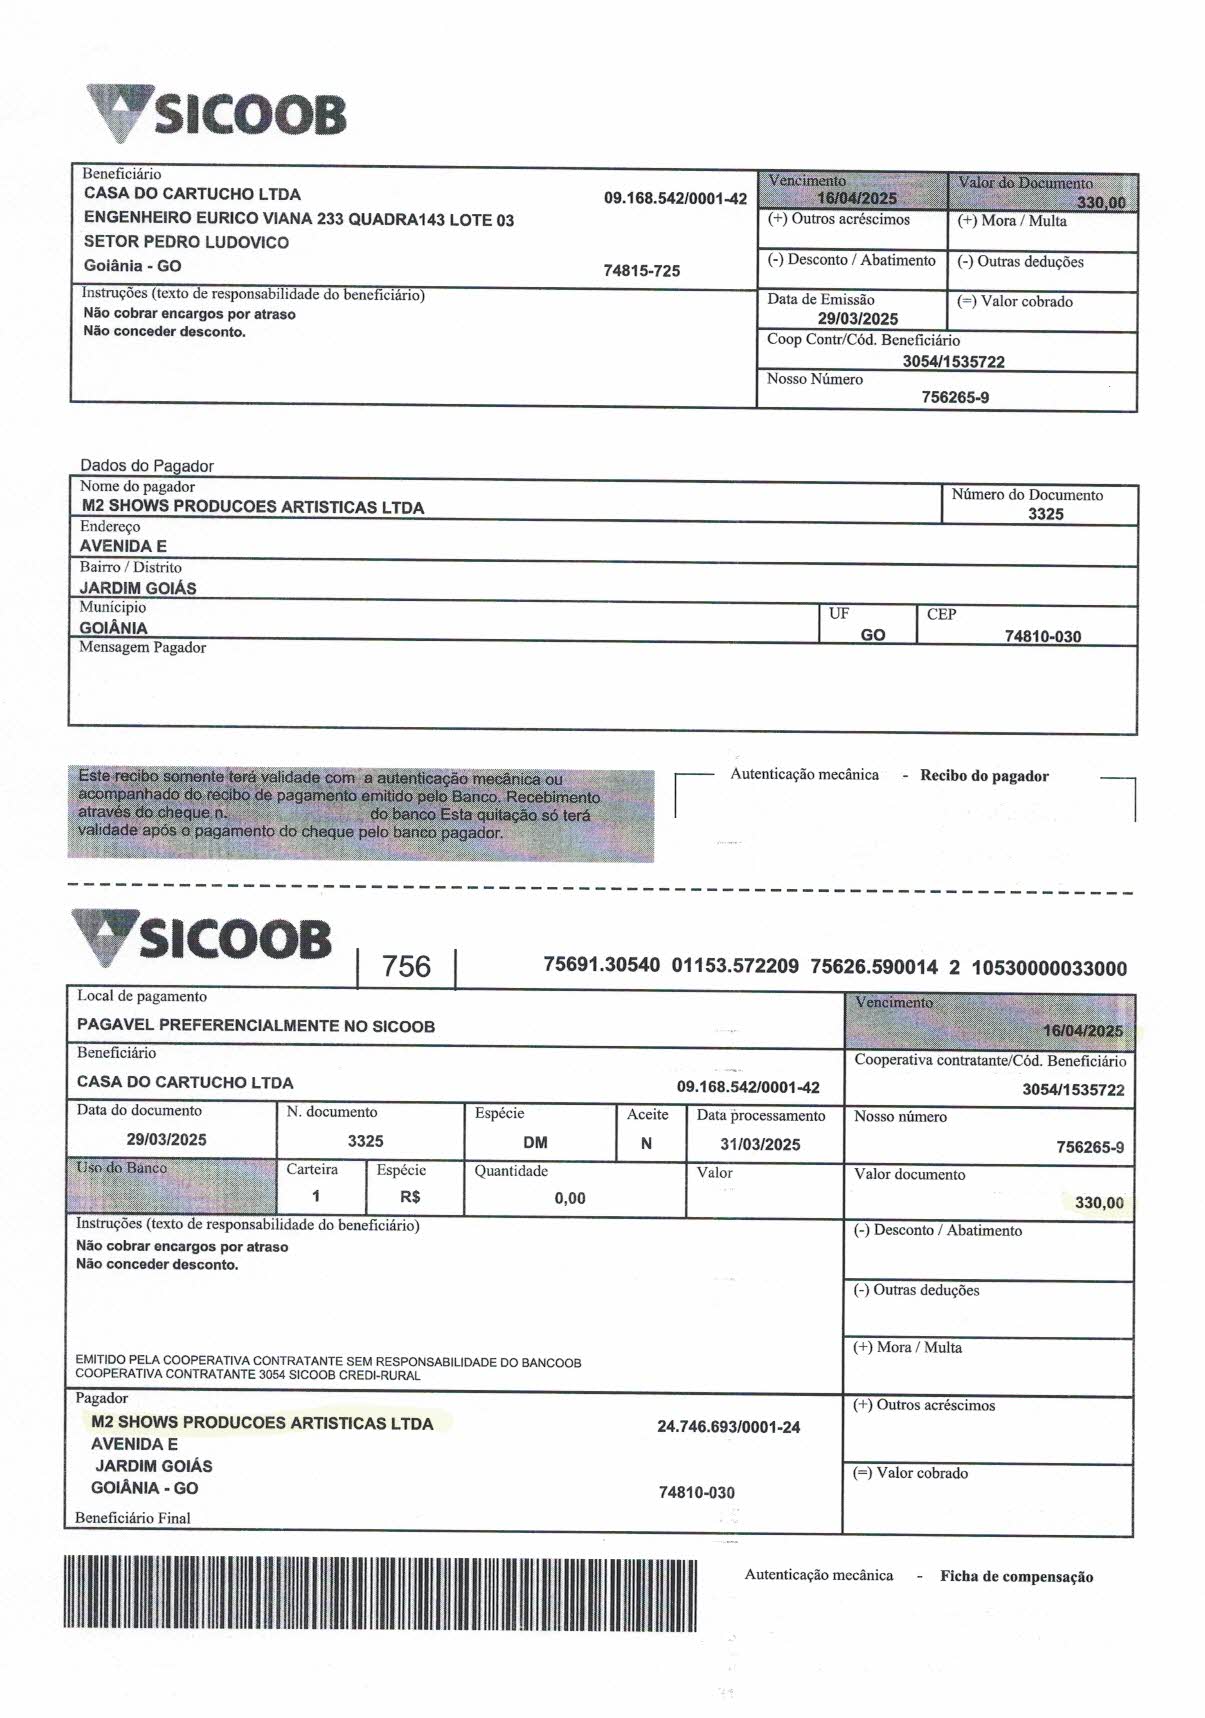 SICOOB
Beneficiário
CASA DO CARTUCHO LTDA 09.168.542/0001-42
ENGENHEIRO EURICO VIANA 233 QUADRA143 LOTE 03
SETOR PEDRO LUDOVICO
Goiânia - GO 74815-725
Vencimento
16/04/2025
Valor do Documento
330,00
(+) Outros acréscimos
(+) Mora / Multa
(-) Desconto / Abatimento
(-) Outras deduções
Instruções (texto de responsabilidade do beneficiário)
Não cobrar encargos por atraso
Não conceder desconto.
Data de Emissão
29/03/2025
(=) Valor cobrado
Coop Contr/Cód. Beneficiário
3054/1535722
Nosso Número
756265-9
Dados do Pagador
Nome do pagador
M2 SHOWS PRODUCOES ARTISTICAS LTDA
Número do Documento
3325
Endereço
AVENIDA E
Bairro / Distrito
JARDIM GOIÁS
Município
GOIÂNIA
UF
GO
CEP
74810-030
Mensagem Pagador
Este recibo somente terá validade com a autenticação mecânica ou
acompanhado do recibo de pagamento emitido pelo Banco. Recebimento
através do cheque n. do banco Esta quitação só terá
validade após o pagamento do cheque pelo banco pagador.
Autenticação mecânica - Recibo do pagador
SICOOB
756
75691.30540 01153.572209 75626.590014 2 10530000033000
Local de pagamento
PAGAVEL PREFERENCIALMENTE NO SICOOB
Vencimento
16/04/2025
Beneficiário
CASA DO CARTUCHO LTDA 09.168.542/0001-42
Cooperativa contratante/Cód. Beneficiário
3054/1535722
Data do documento
29/03/2025
N. documento
3325
Espécie
DM
Aceite
N
Data processamento
31/03/2025
Nosso número
756265-9
Uso do Banco
Carteira
1
Espécie
R$
Quantidade
0,00
Valor
Valor documento
330,00
Instruções (texto de responsabilidade do beneficiário)
Não cobrar encargos por atraso
Não conceder desconto.
(-) Desconto / Abatimento
(-) Outras deduções
(+) Mora / Multa
EMITIDO PELA COOPERATIVA CONTRATANTE SEM RESPONSABILIDADE DO BANCOOB
COOPERATIVA CONTRATANTE 3054 SICOOB CREDI-RURAL
Pagador
M2 SHOWS PRODUCOES ARTISTICAS LTDA 24.746.693/0001-24
AVENIDA E
JARDIM GOIÁS
GOIÂNIA - GO 74810-030
(+) Outros acréscimos
(=) Valor cobrado
Beneficiário Final
Autenticação mecânica - Ficha de compensação